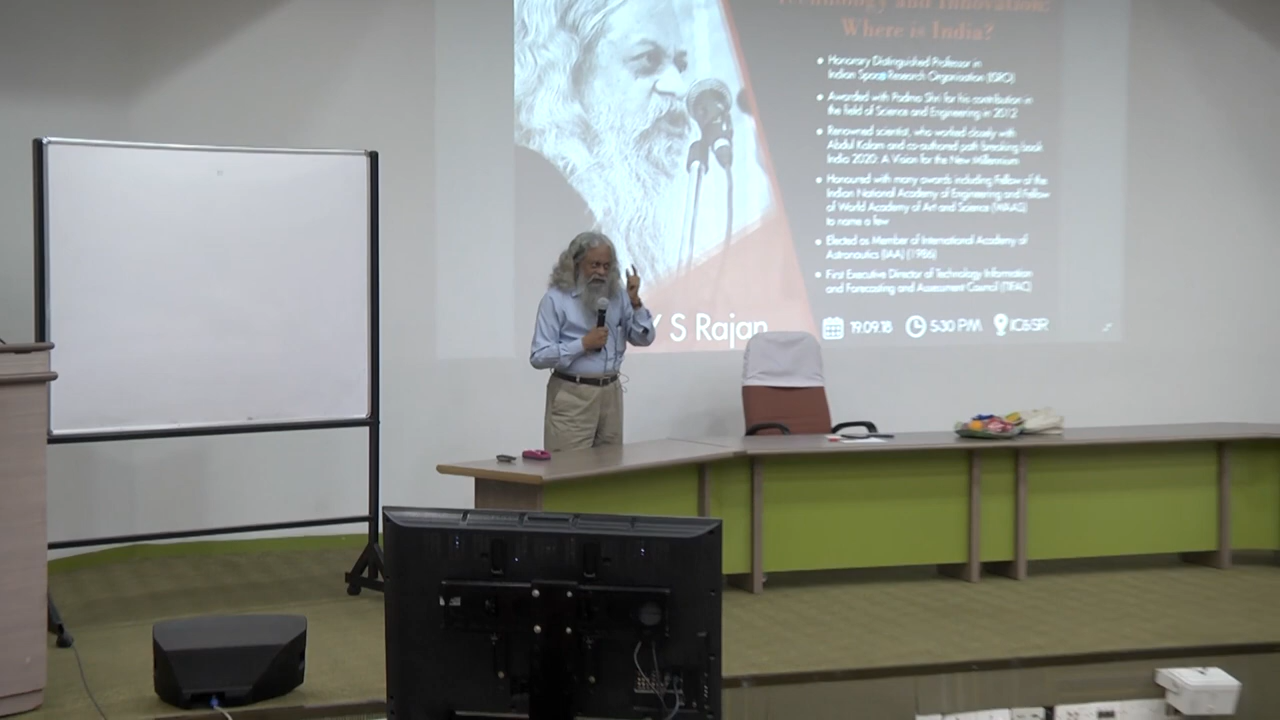 Technology and Innovation:
Where is India?
Honorary Distinguished Professor in
Indian Space Research Organisation (ISRO)
Awarded with Padma Shri for his contribution in
the field of Science and Engineering in 2012
Renowned scientist, who worked closely with
Abdul Kalam and co-authored path breaking book
India 2020: A Vision for the New Millennium
Honoured with many awards including Fellow of the
Indian National Academy of Engineering and Fellow
of World Academy of Art and Science (WAAS)
to name a few
Elected as Member of International Academy of
Astronautics (IAA) (1986)
First Executive Director of Technology Information
and Forecasting and Assessment Council (TIFAC)
Y S Rajan
19.09.18
5:30 PM
IC&SR